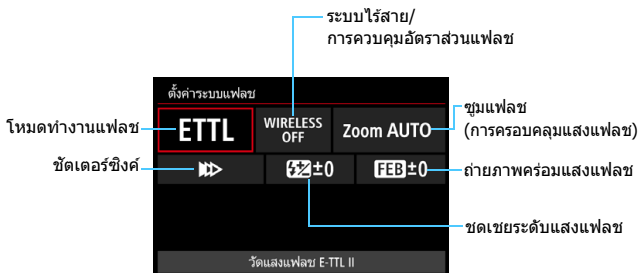 ระบบไร้สาย/
การควบคุมอัตราส่วนแฟลช
ตั้งค่าระบบแฟลช
โหมดทำงานแฟลช
ETTL
WIRELESS
OFF
Zoom AUTO
ซูมแฟลช
(การครอบคลุมแสงแฟลช)
ชัตเตอร์ซิงค์
±0
FEB ±0
ถ่ายภาพคร่อมแสงแฟลช
ชดเชยระดับแสงแฟลช
วัดแสงแฟลช E-TTL II